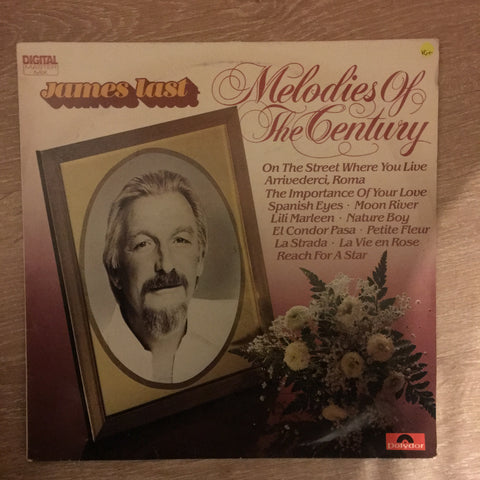 DIGITAL
James Last
Melodies Of
The Century
On The Street Where You Live
Arrivederci, Roma
The Importance Of Your Love
Spanish Eyes · Moon River
Lili Marleen · Nature Boy
El Condor Pasa · Petite Fleur
La Strada · La Vie en Rose
Reach For A Star
Polydor